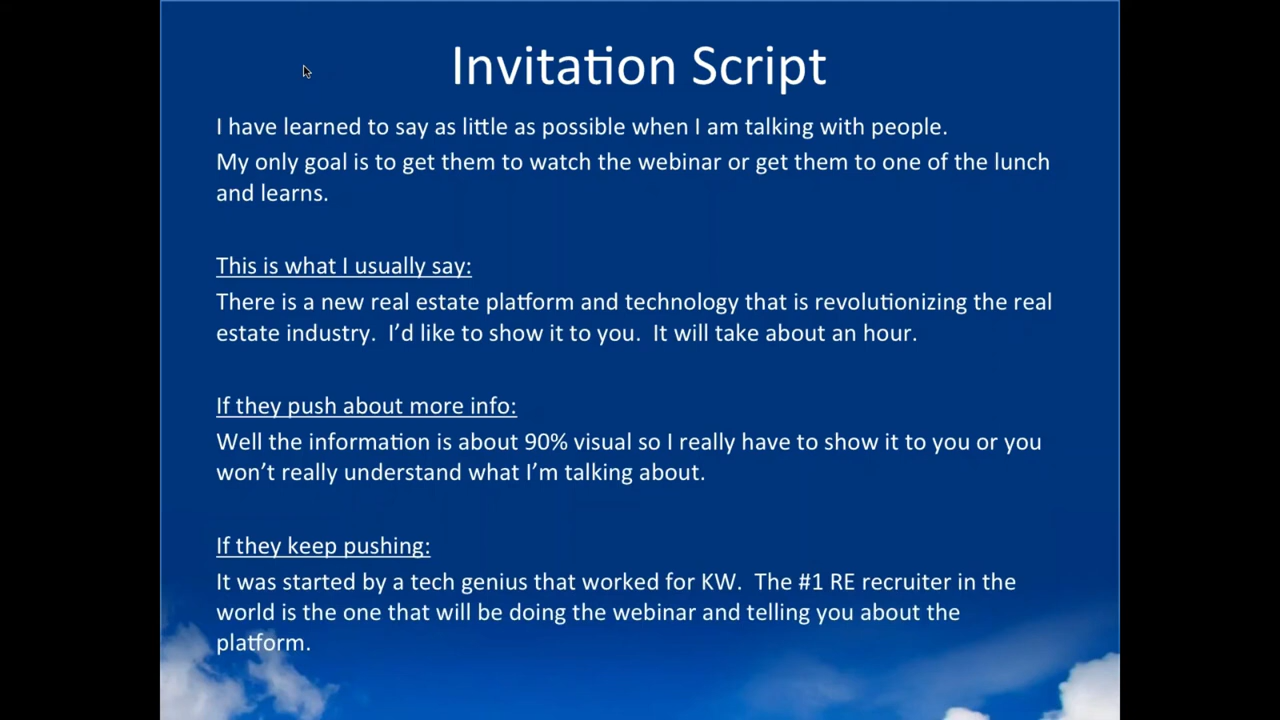 Invitation Script
I have learned to say as little as possible when I am talking with people.
My only goal is to get them to watch the webinar or get them to one of the lunch
and learns.
This is what I usually say:
There is a new real estate platform and technology that is revolutionizing the real
estate industry.  I’d like to show it to you.  It will take about an hour.
If they push about more info:
Well the information is about 90% visual so I really have to show it to you or you
won’t really understand what I’m talking about.
If they keep pushing:
It was started by a tech genius that worked for KW.  The #1 RE recruiter in the
world is the one that will be doing the webinar and telling you about the
platform.